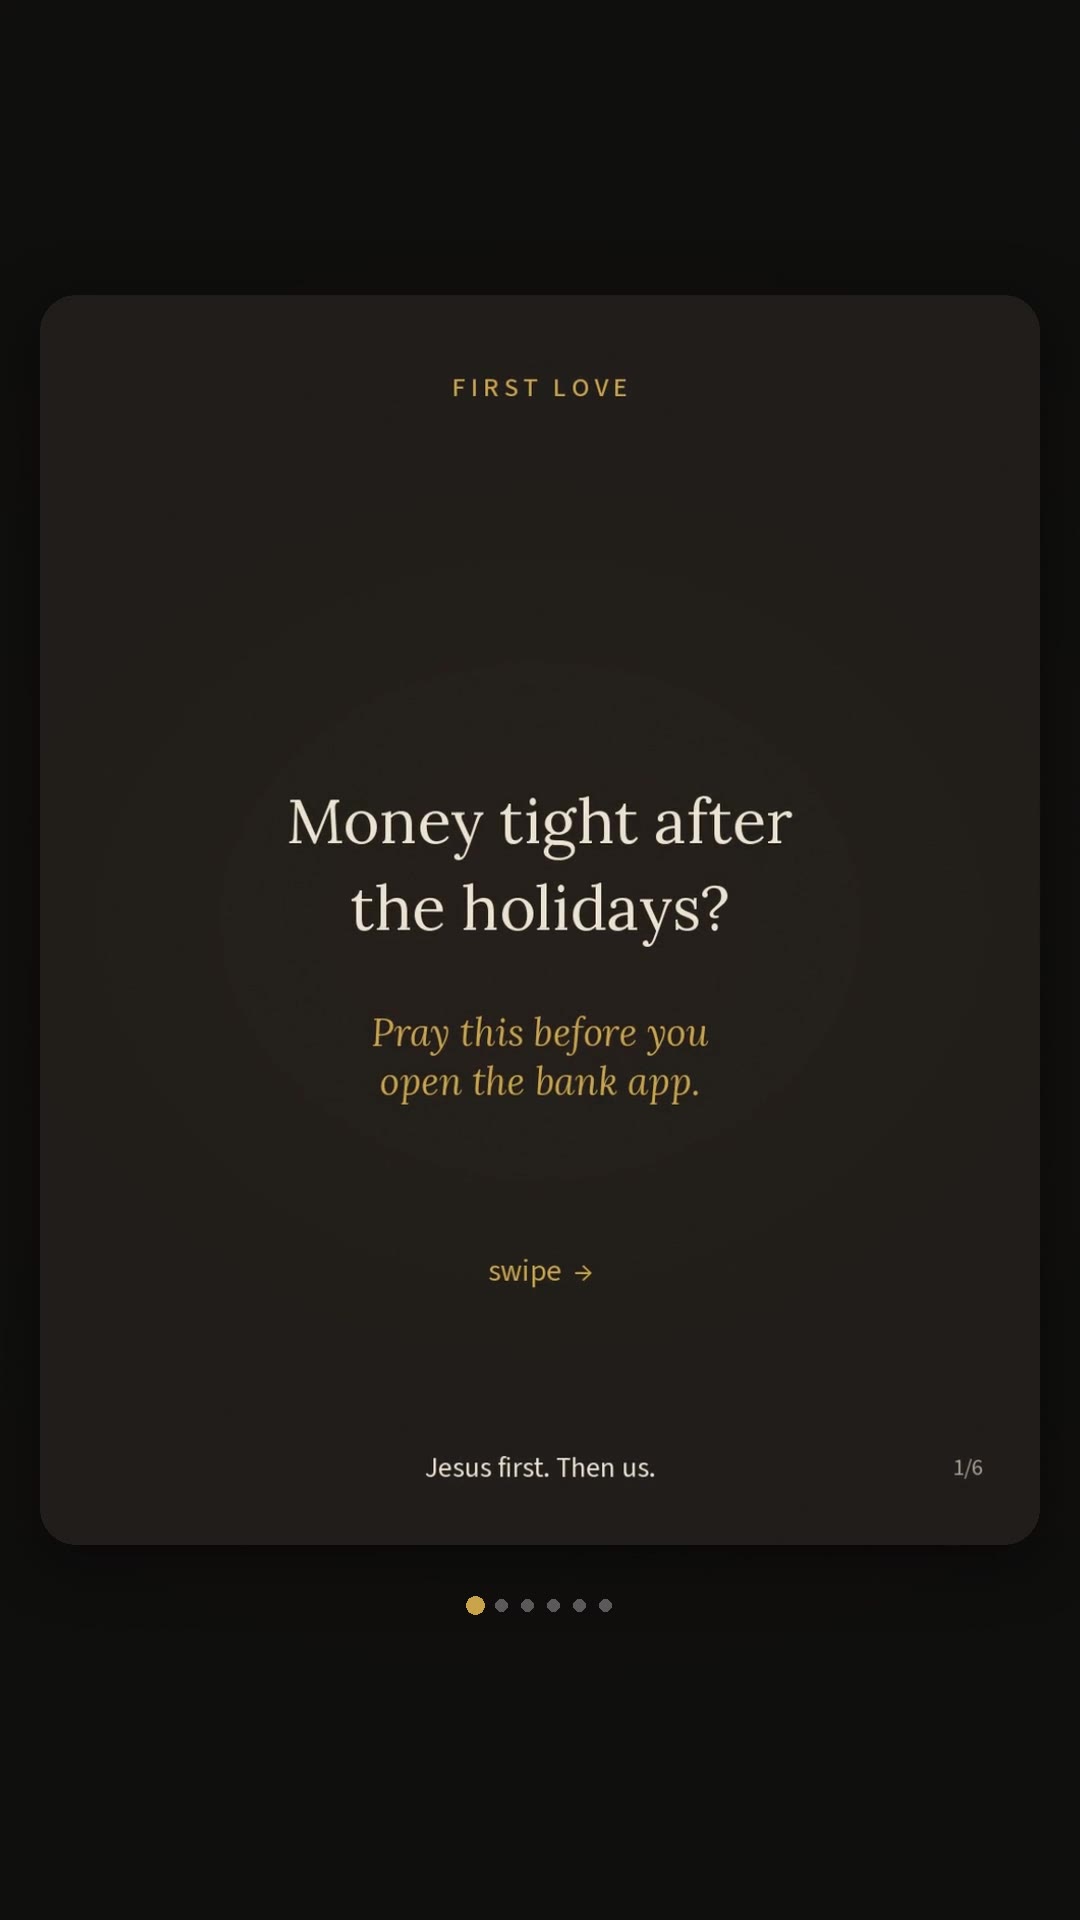 FIRST LOVE
Money tight after
the holidays?
Pray this before you
open the bank app.
swipe →
Jesus first. Then us.
1/6